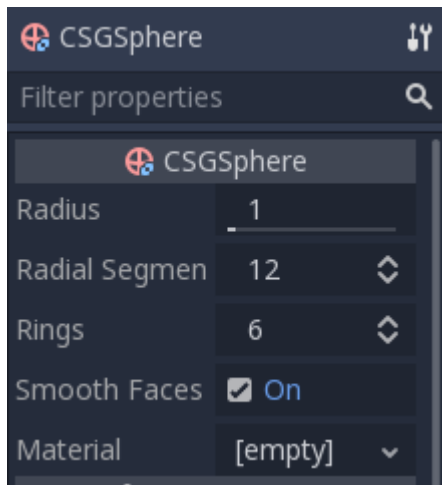 CSGSphere
Filter properties
CSGSphere
Radius 1
Radial Segmen 12
Rings 6
Smooth Faces On
Material [empty]